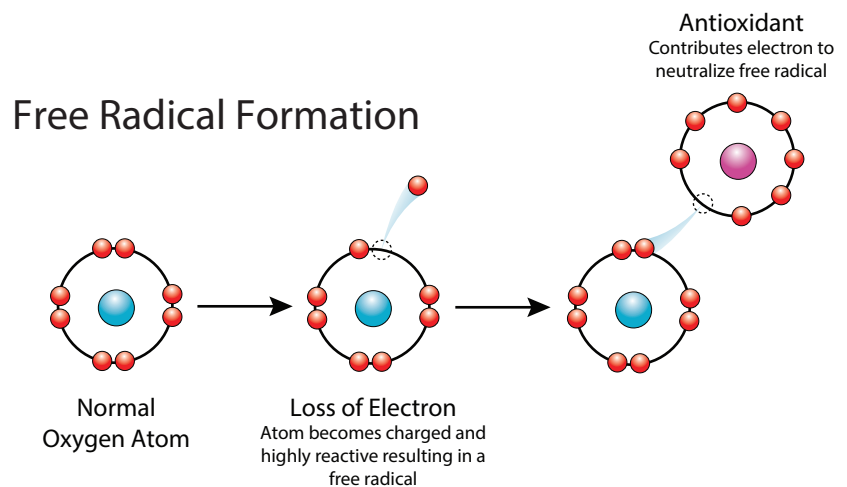 Free Radical Formation
Normal
Oxygen Atom
Loss of Electron
Atom becomes charged and
highly reactive resulting in a
free radical
Antioxidant
Contributes electron to
neutralize free radical